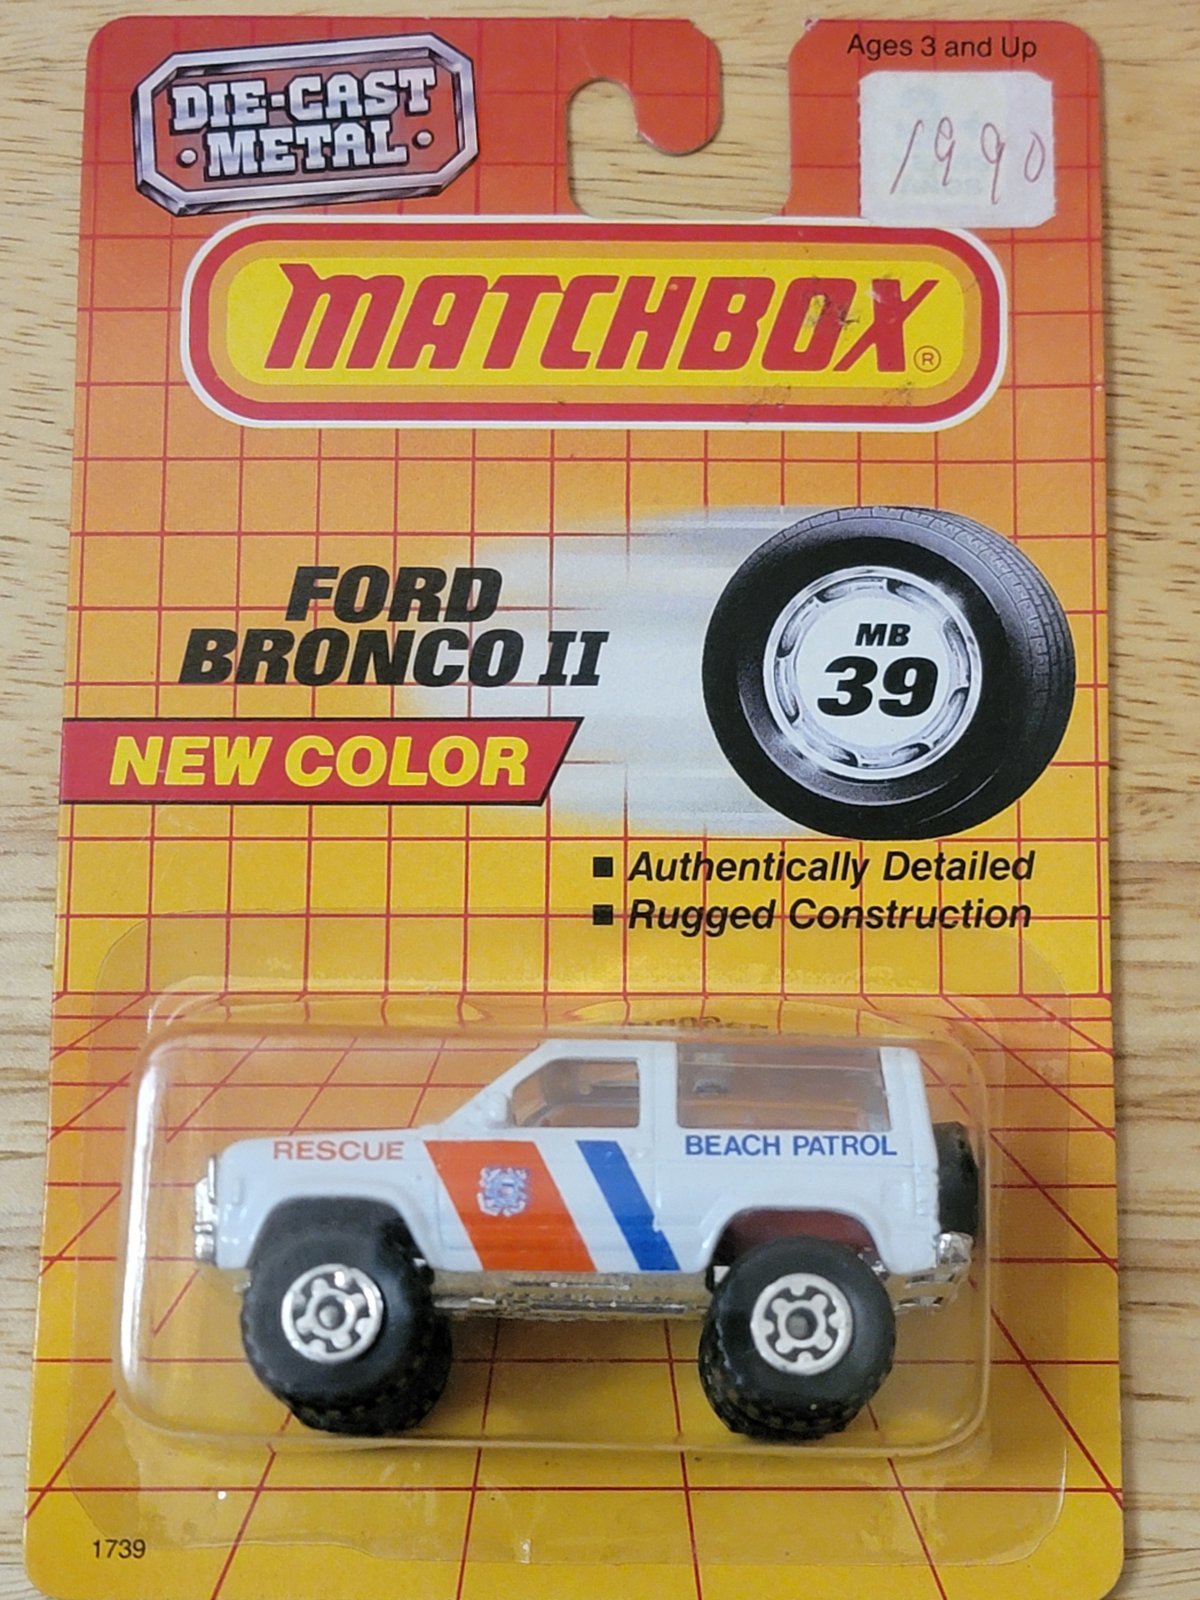 DIE-CAST
METAL
Ages 3 and Up
1990
MATCHBOX®
FORD
BRONCO II
MB
39
NEW COLOR
■ Authentically Detailed
■ Rugged Construction
RESCUE
BEACH PATROL
1739